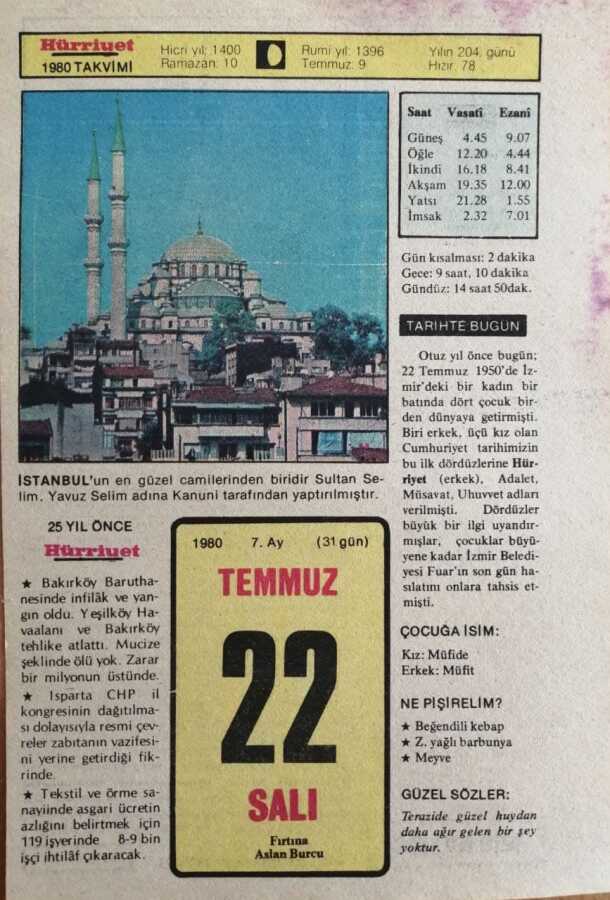 Hürriyet
1980 TAKVİMİ
Hicri yıl; 1400
Ramazan: 10
Rumi yıl: 1396
Temmuz: 9
Yılın 204. günü
Hızır: 78
Saat Vasatî Ezanî
Güneş 4.45 9.07
Öğle 12.20 4.44
İkindi 16.18 8.41
Akşam 19.35 12.00
Yatsı 21.28 1.55
İmsak 2.32 7.01
Gün kısalması: 2 dakika
Gece: 9 saat, 10 dakika
Gündüz: 14 saat 50dak.
TARİHTE BUGÜN
Otuz yıl önce bugün;
22 Temmuz 1950'de İz-
mir'deki bir kadın bir
batında dört çocuk bir-
den dünyaya getirmişti.
Biri erkek, üçü kız olan
Cumhuriyet tarihimizin
bu ilk dördüzlerine Hür-
riyet (erkek), Adalet,
Müsavat, Uhuvvet adları
verilmişti. Dördüzler
büyük bir ilgi uyandır-
mışlar, çocuklar büyü-
yene kadar İzmir Beledi-
yesi Fuar'ın son gün ha-
sılatını onlara tahsis et-
mişti.
ÇOCUĞA İSİM:
Kız: Müfide
Erkek: Müfit
NE PİŞİRELİM?
★ Beğendili kebap
★ Z. yağlı barbunya
★ Meyve
GÜZEL SÖZLER:
Terazide güzel huydan
daha ağır gelen bir şey
yoktur.
İSTANBUL'un en güzel camilerinden biridir Sultan Se-
lim. Yavuz Selim adına Kanuni tarafından yaptırılmıştır.
25 YIL ÖNCE
Hürriyet
★ Bakırköy Barutha-
nesinde infilâk ve yan-
gın oldu. Yeşilköy Ha-
vaalanı ve Bakırköy
tehlike atlattı. Mucize
şeklinde ölü yok. Zarar
bir milyonun üstünde.
★ Isparta CHP il
kongresinin dağıtılma-
sı dolayısıyla resmi çev-
reler zabıtanın vazifesi-
ni yerine getirdiği fik-
rinde.
★ Tekstil ve örme sa-
nayiinde asgari ücretin
azlığını belirtmek için
119 işyerinde 8-9 bin
işçi ihtilâf çıkaracak.
1980 7. Ay (31 gün)
TEMMUZ
22
SALI
Fırtına
Aslan Burcu